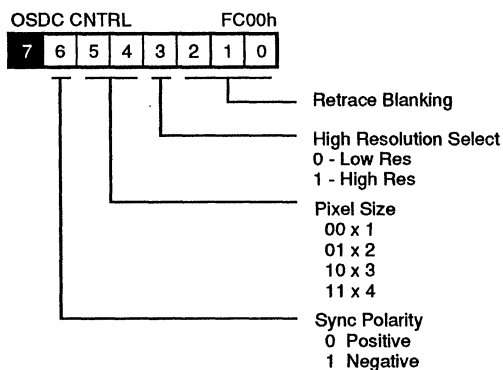 OSDC CNTRL FC00h
7 6 5 4 3 2 1 0
Retrace Blanking
High Resolution Select
0 - Low Res
1 - High Res
Pixel Size
00 x 1
01 x 2
10 x 3
11 x 4
Sync Polarity
0 Positive
1 Negative